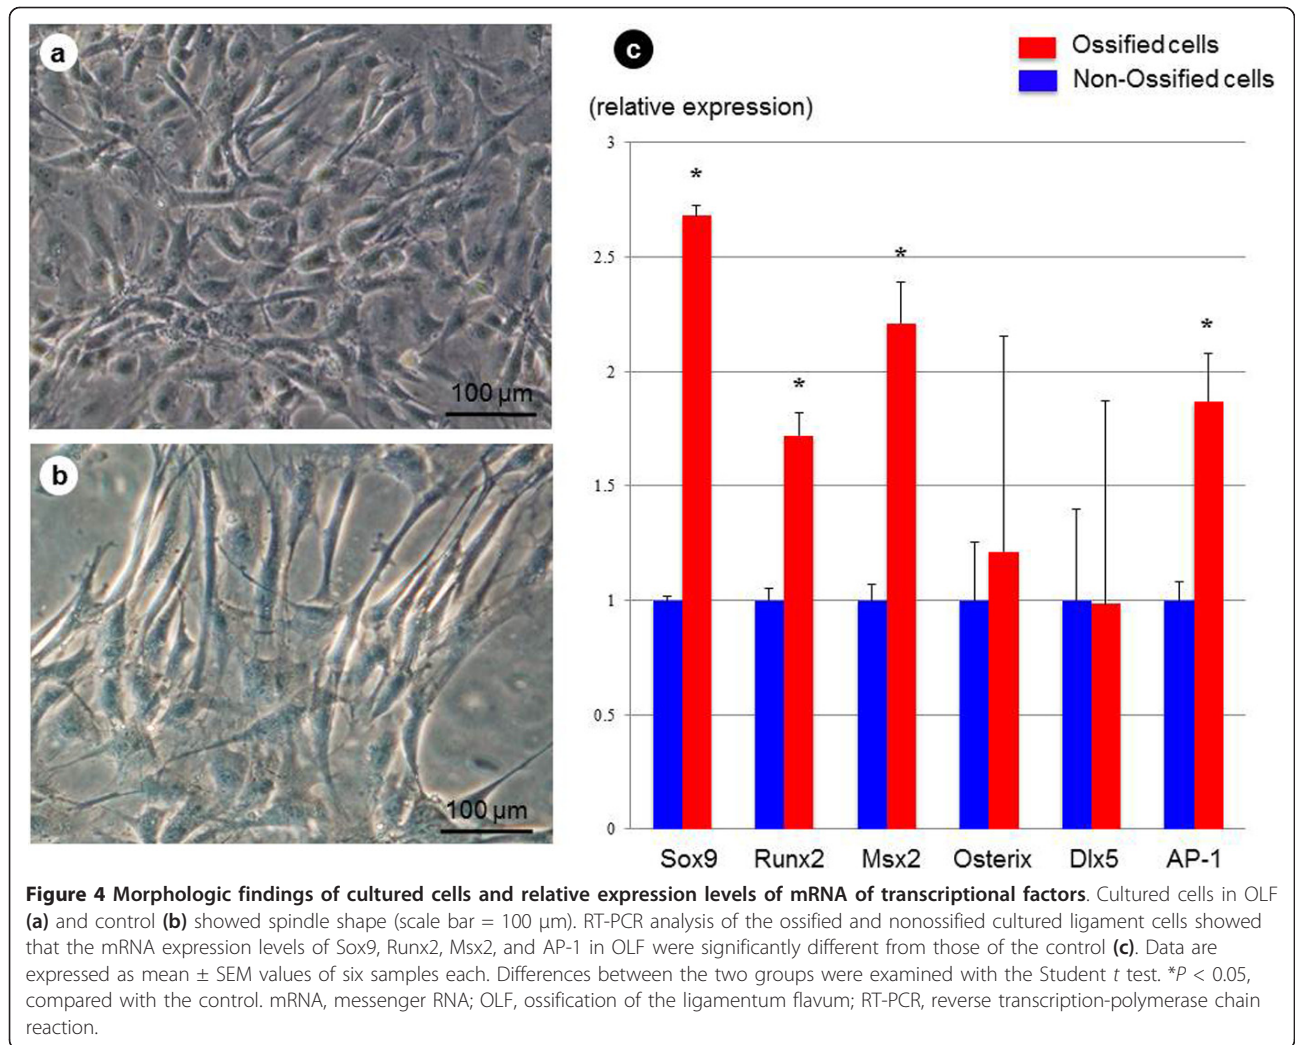 a
100 µm
b
100 µm
c
Ossified cells
Non-Ossified cells
(relative expression)
3
2.5
2
1.5
1
0.5
0
*
*
*
*
Sox9 Runx2 Msx2 Osterix Dlx5 AP-1
Figure 4 Morphologic findings of cultured cells and relative expression levels of mRNA of transcriptional factors. Cultured cells in OLF
(a) and control (b) showed spindle shape (scale bar = 100 µm). RT-PCR analysis of the ossified and nonossified cultured ligament cells showed
that the mRNA expression levels of Sox9, Runx2, Msx2, and AP-1 in OLF were significantly different from those of the control (c). Data are
expressed as mean ± SEM values of six samples each. Differences between the two groups were examined with the Student t test. *P < 0.05,
compared with the control. mRNA, messenger RNA; OLF, ossification of the ligamentum flavum; RT-PCR, reverse transcription-polymerase chain
reaction.